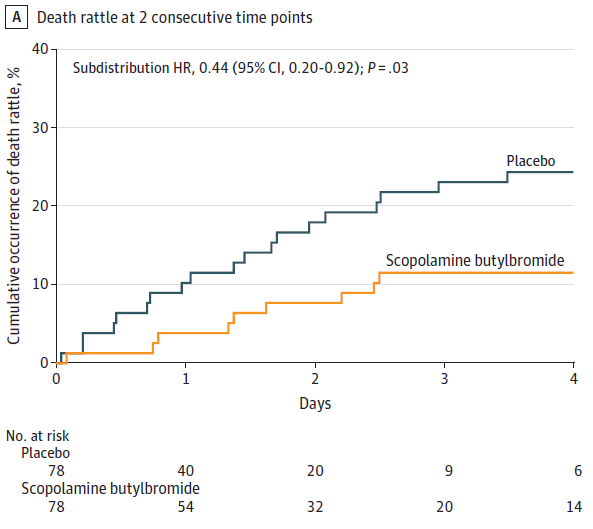 A Death rattle at 2 consecutive time points
Subdistribution HR, 0.44 (95% CI, 0.20-0.92); P = .03
Cumulative occurrence of death rattle, %
40
30
20
10
0
Placebo
Scopolamine butylbromide
0 1 2 3 4
Days
No. at risk
Placebo
78 40 20 9 6
Scopolamine butylbromide
78 54 32 20 14